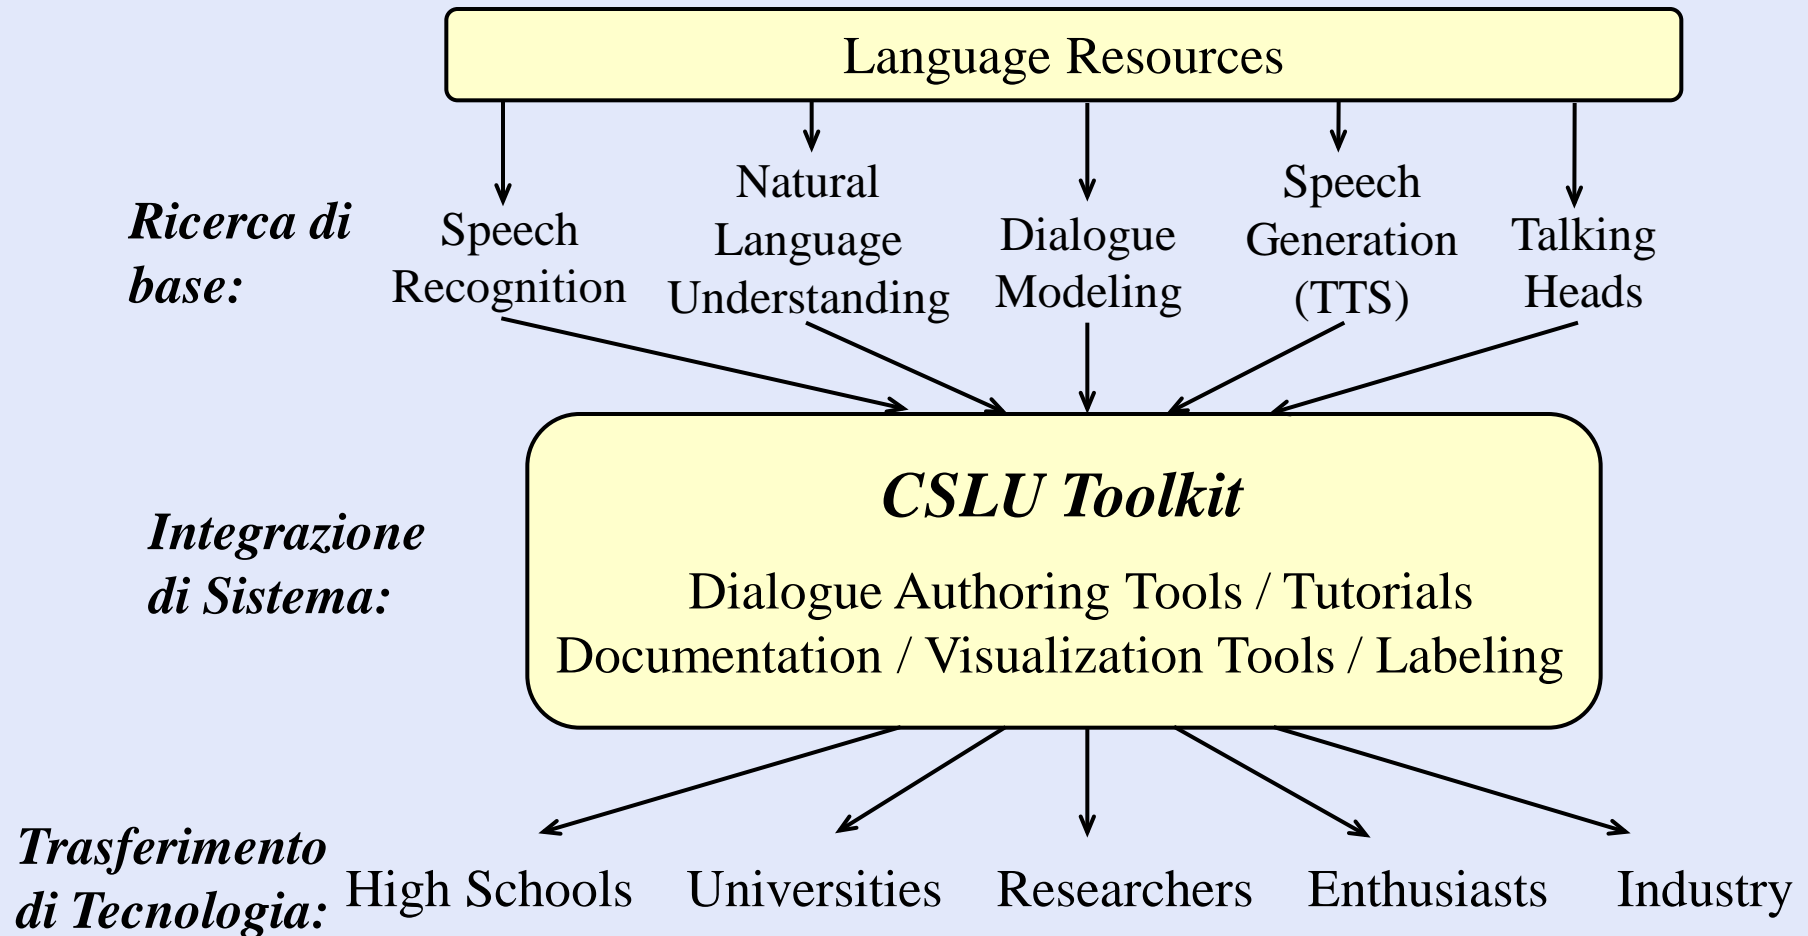 Language Resources
Ricerca di
base:
Speech
Recognition
Natural
Language
Understanding
Dialogue
Modeling
Speech
Generation
(TTS)
Talking
Heads
Integrazione
di Sistema:
CSLU Toolkit
Dialogue Authoring Tools / Tutorials
Documentation / Visualization Tools / Labeling
Trasferimento
di Tecnologia:
High Schools
Universities
Researchers
Enthusiasts
Industry